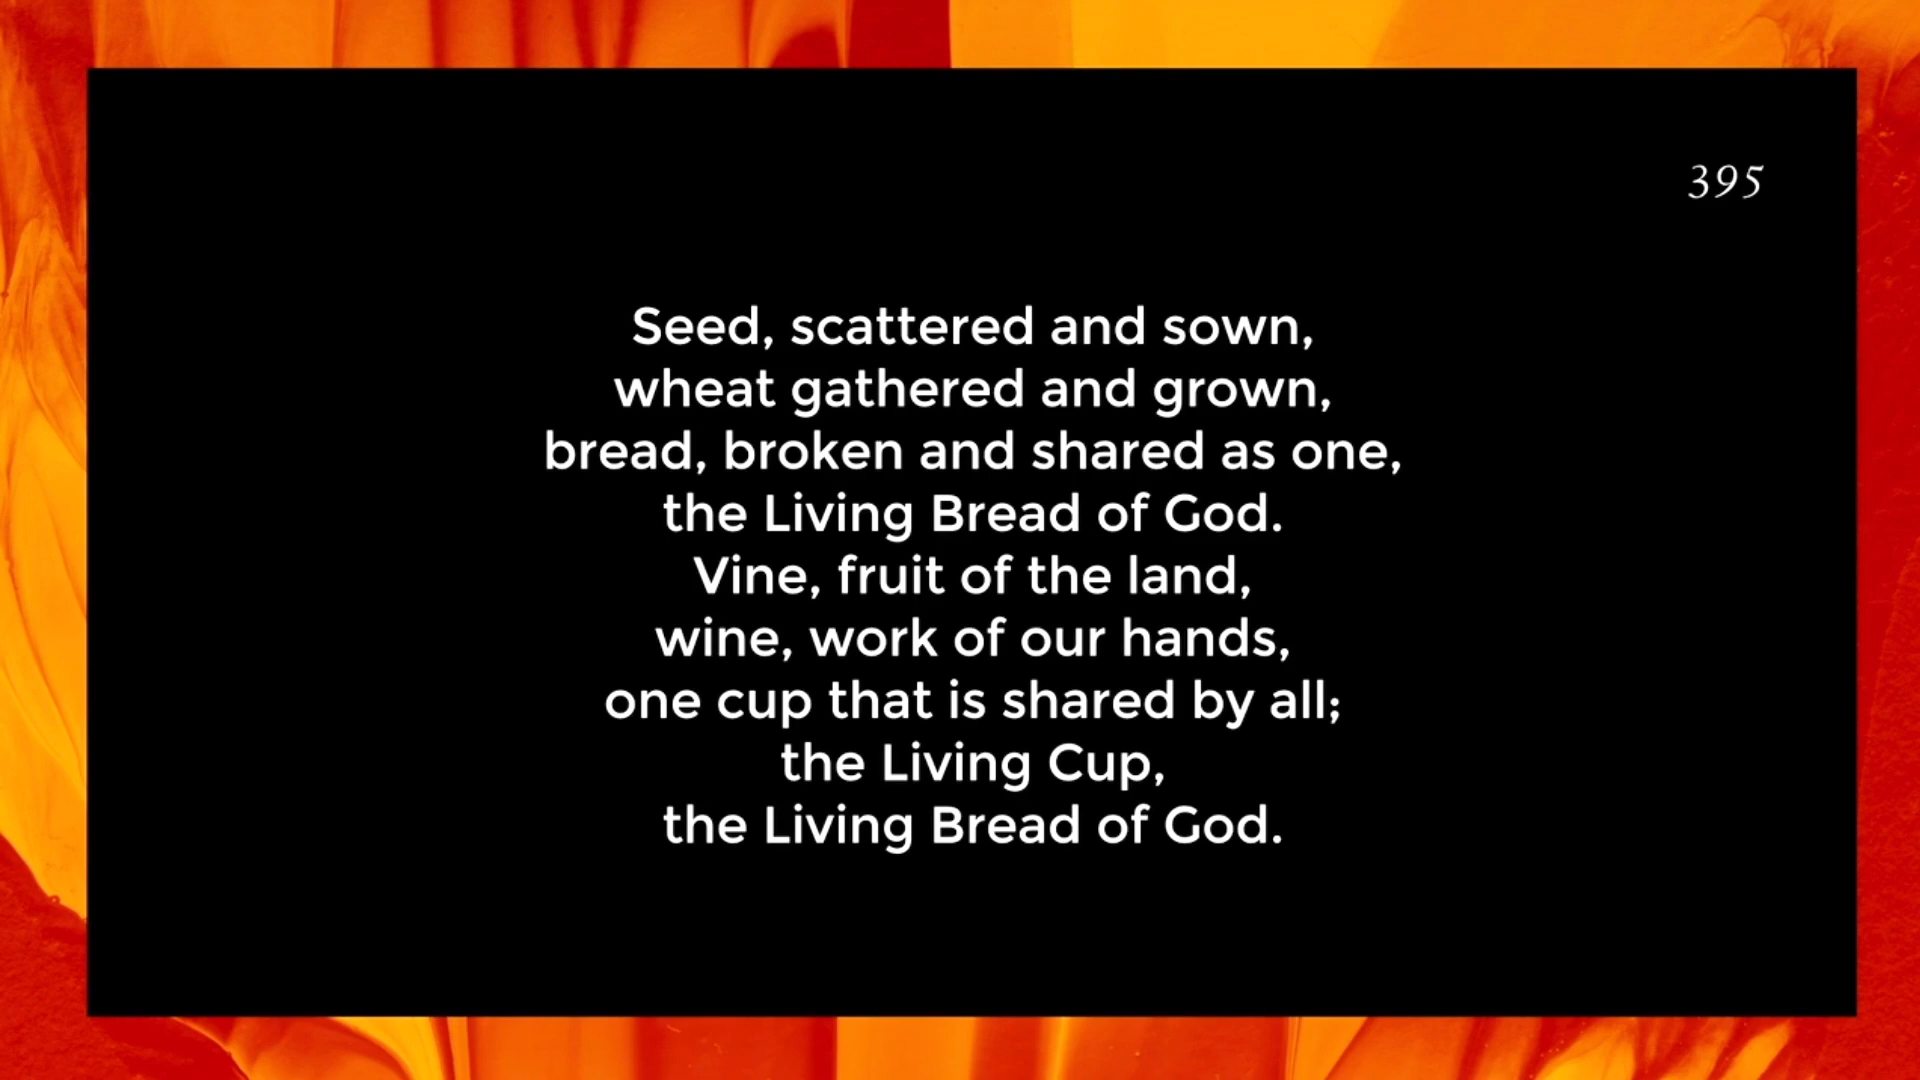 395
Seed, scattered and sown,
wheat gathered and grown,
bread, broken and shared as one,
the Living Bread of God.
Vine, fruit of the land,
wine, work of our hands,
one cup that is shared by all;
the Living Cup,
the Living Bread of God.